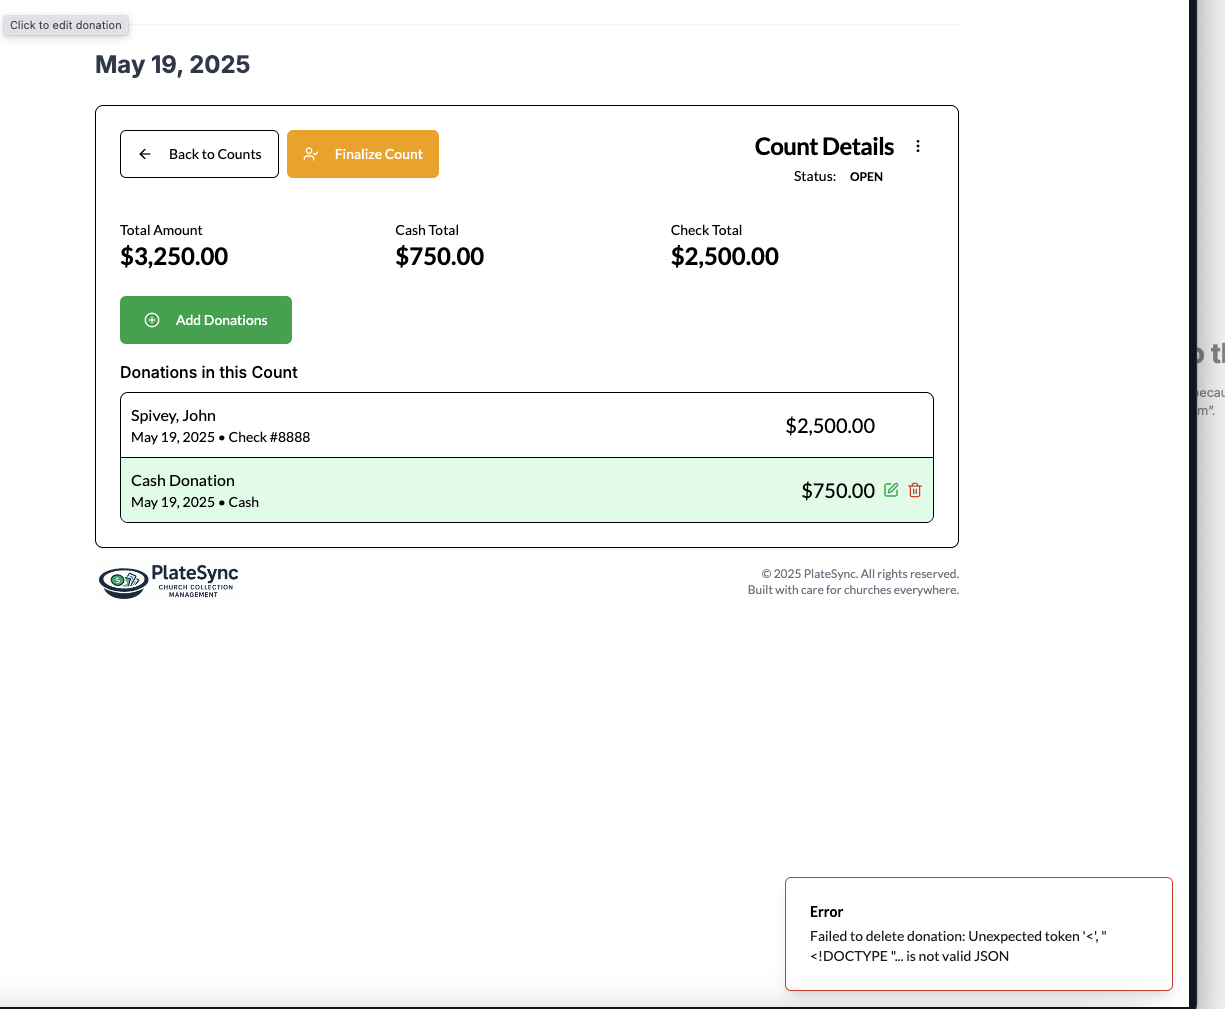 Click to edit donation
May 19, 2025
Back to Counts
Finalize Count
Count Details
Status: OPEN
Total Amount
$3,250.00
Cash Total
$750.00
Check Total
$2,500.00
Add Donations
Donations in this Count
Spivey, John
May 19, 2025 • Check #8888
$2,500.00
Cash Donation
May 19, 2025 • Cash
$750.00
PlateSync
CHURCH COLLECTION
MANAGEMENT
© 2025 PlateSync. All rights reserved.
Built with care for churches everywhere.
Error
Failed to delete donation: Unexpected token '<', "
<!DOCTYPE "... is not valid JSON